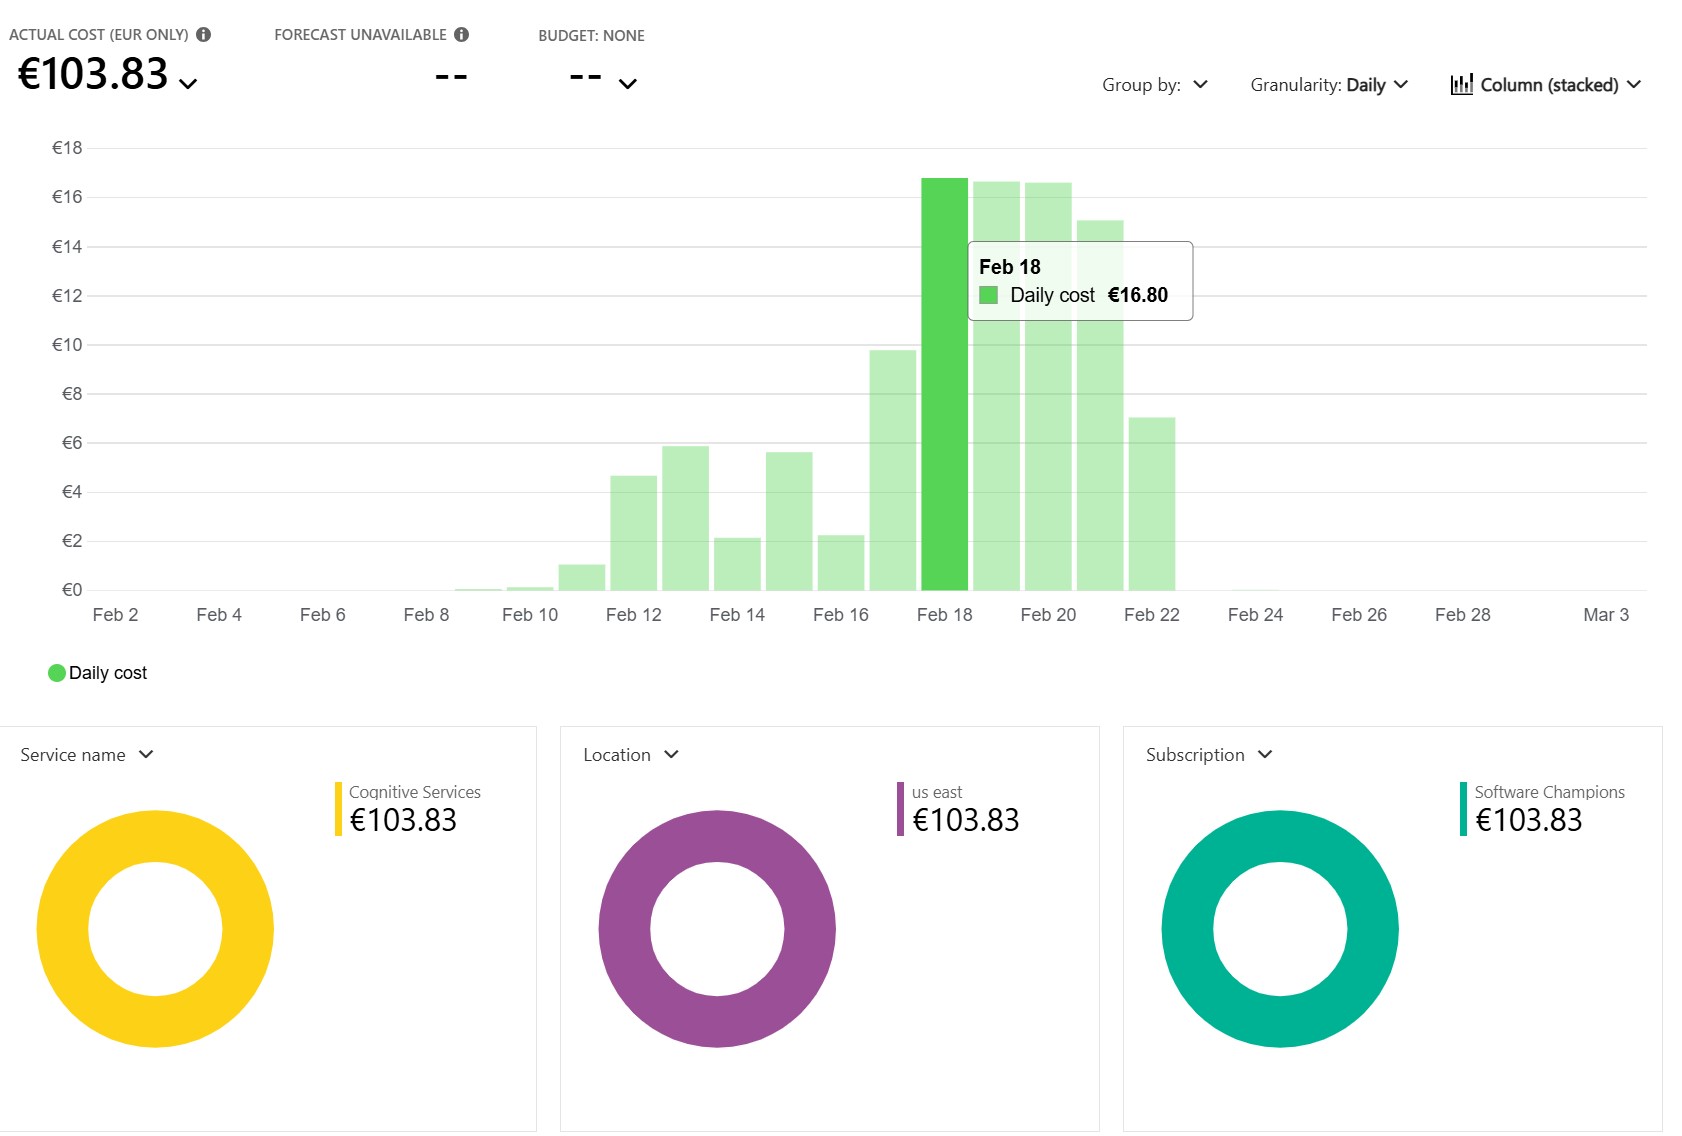 ACTUAL COST (EUR ONLY)
FORECAST UNAVAILABLE
BUDGET: NONE
€103.83
--
--
Group by:
Granularity: Daily
Column (stacked)
€18
€16
€14
€12
€10
€8
€6
€4
€2
€0
Feb 18
Daily cost €16.80
Feb 2 Feb 4 Feb 6 Feb 8 Feb 10 Feb 12 Feb 14 Feb 16 Feb 18 Feb 20 Feb 22 Feb 24 Feb 26 Feb 28 Mar 3
Daily cost
Service name
Cognitive Services
€103.83
Location
us east
€103.83
Subscription
Software Champions
€103.83